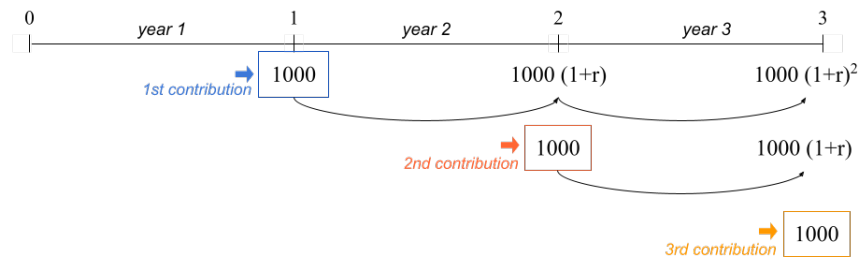 0 1 2 3
year 1 year 2 year 3
1000 1000 (1+r) 1000 (1+r)²
1st contribution
1000 1000 (1+r)
2nd contribution
1000
3rd contribution